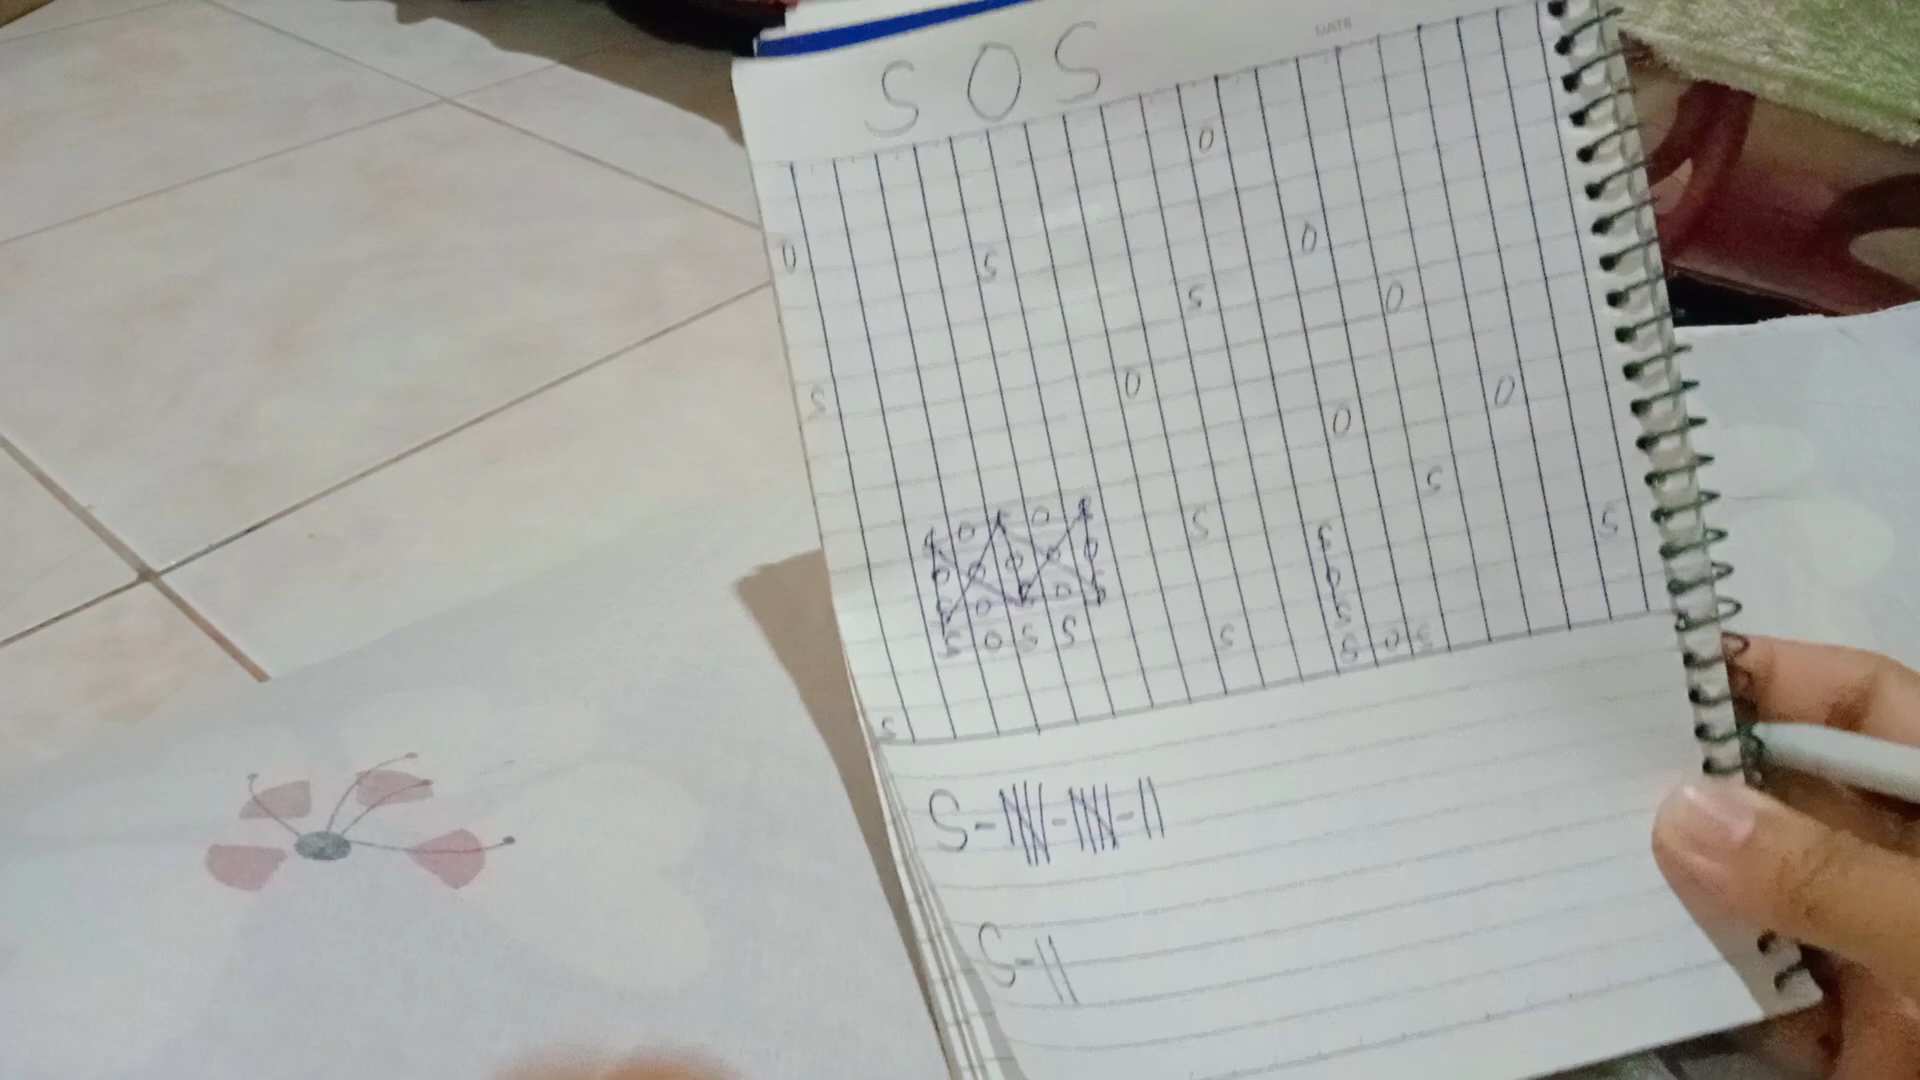 SOS
DATE
O
O
O S
S O
O O
S O
S
S O S O S S S S
O O O O O O
S O S O S S
S O S S S S O S
S
S-||||-||||-||
S-||